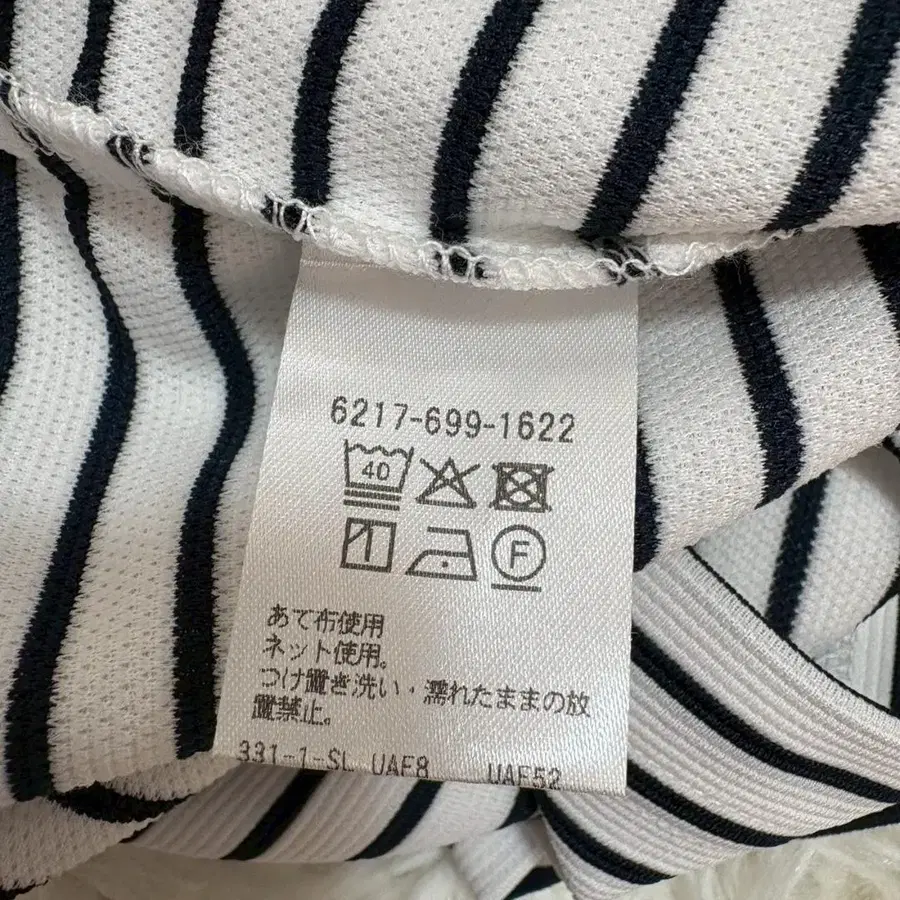 6217-699-1622
40
F
あて布使用
ネット使用。
つけ置き洗い・濡れたままの放
置禁止。
331-1-SL UAF8 UAF52